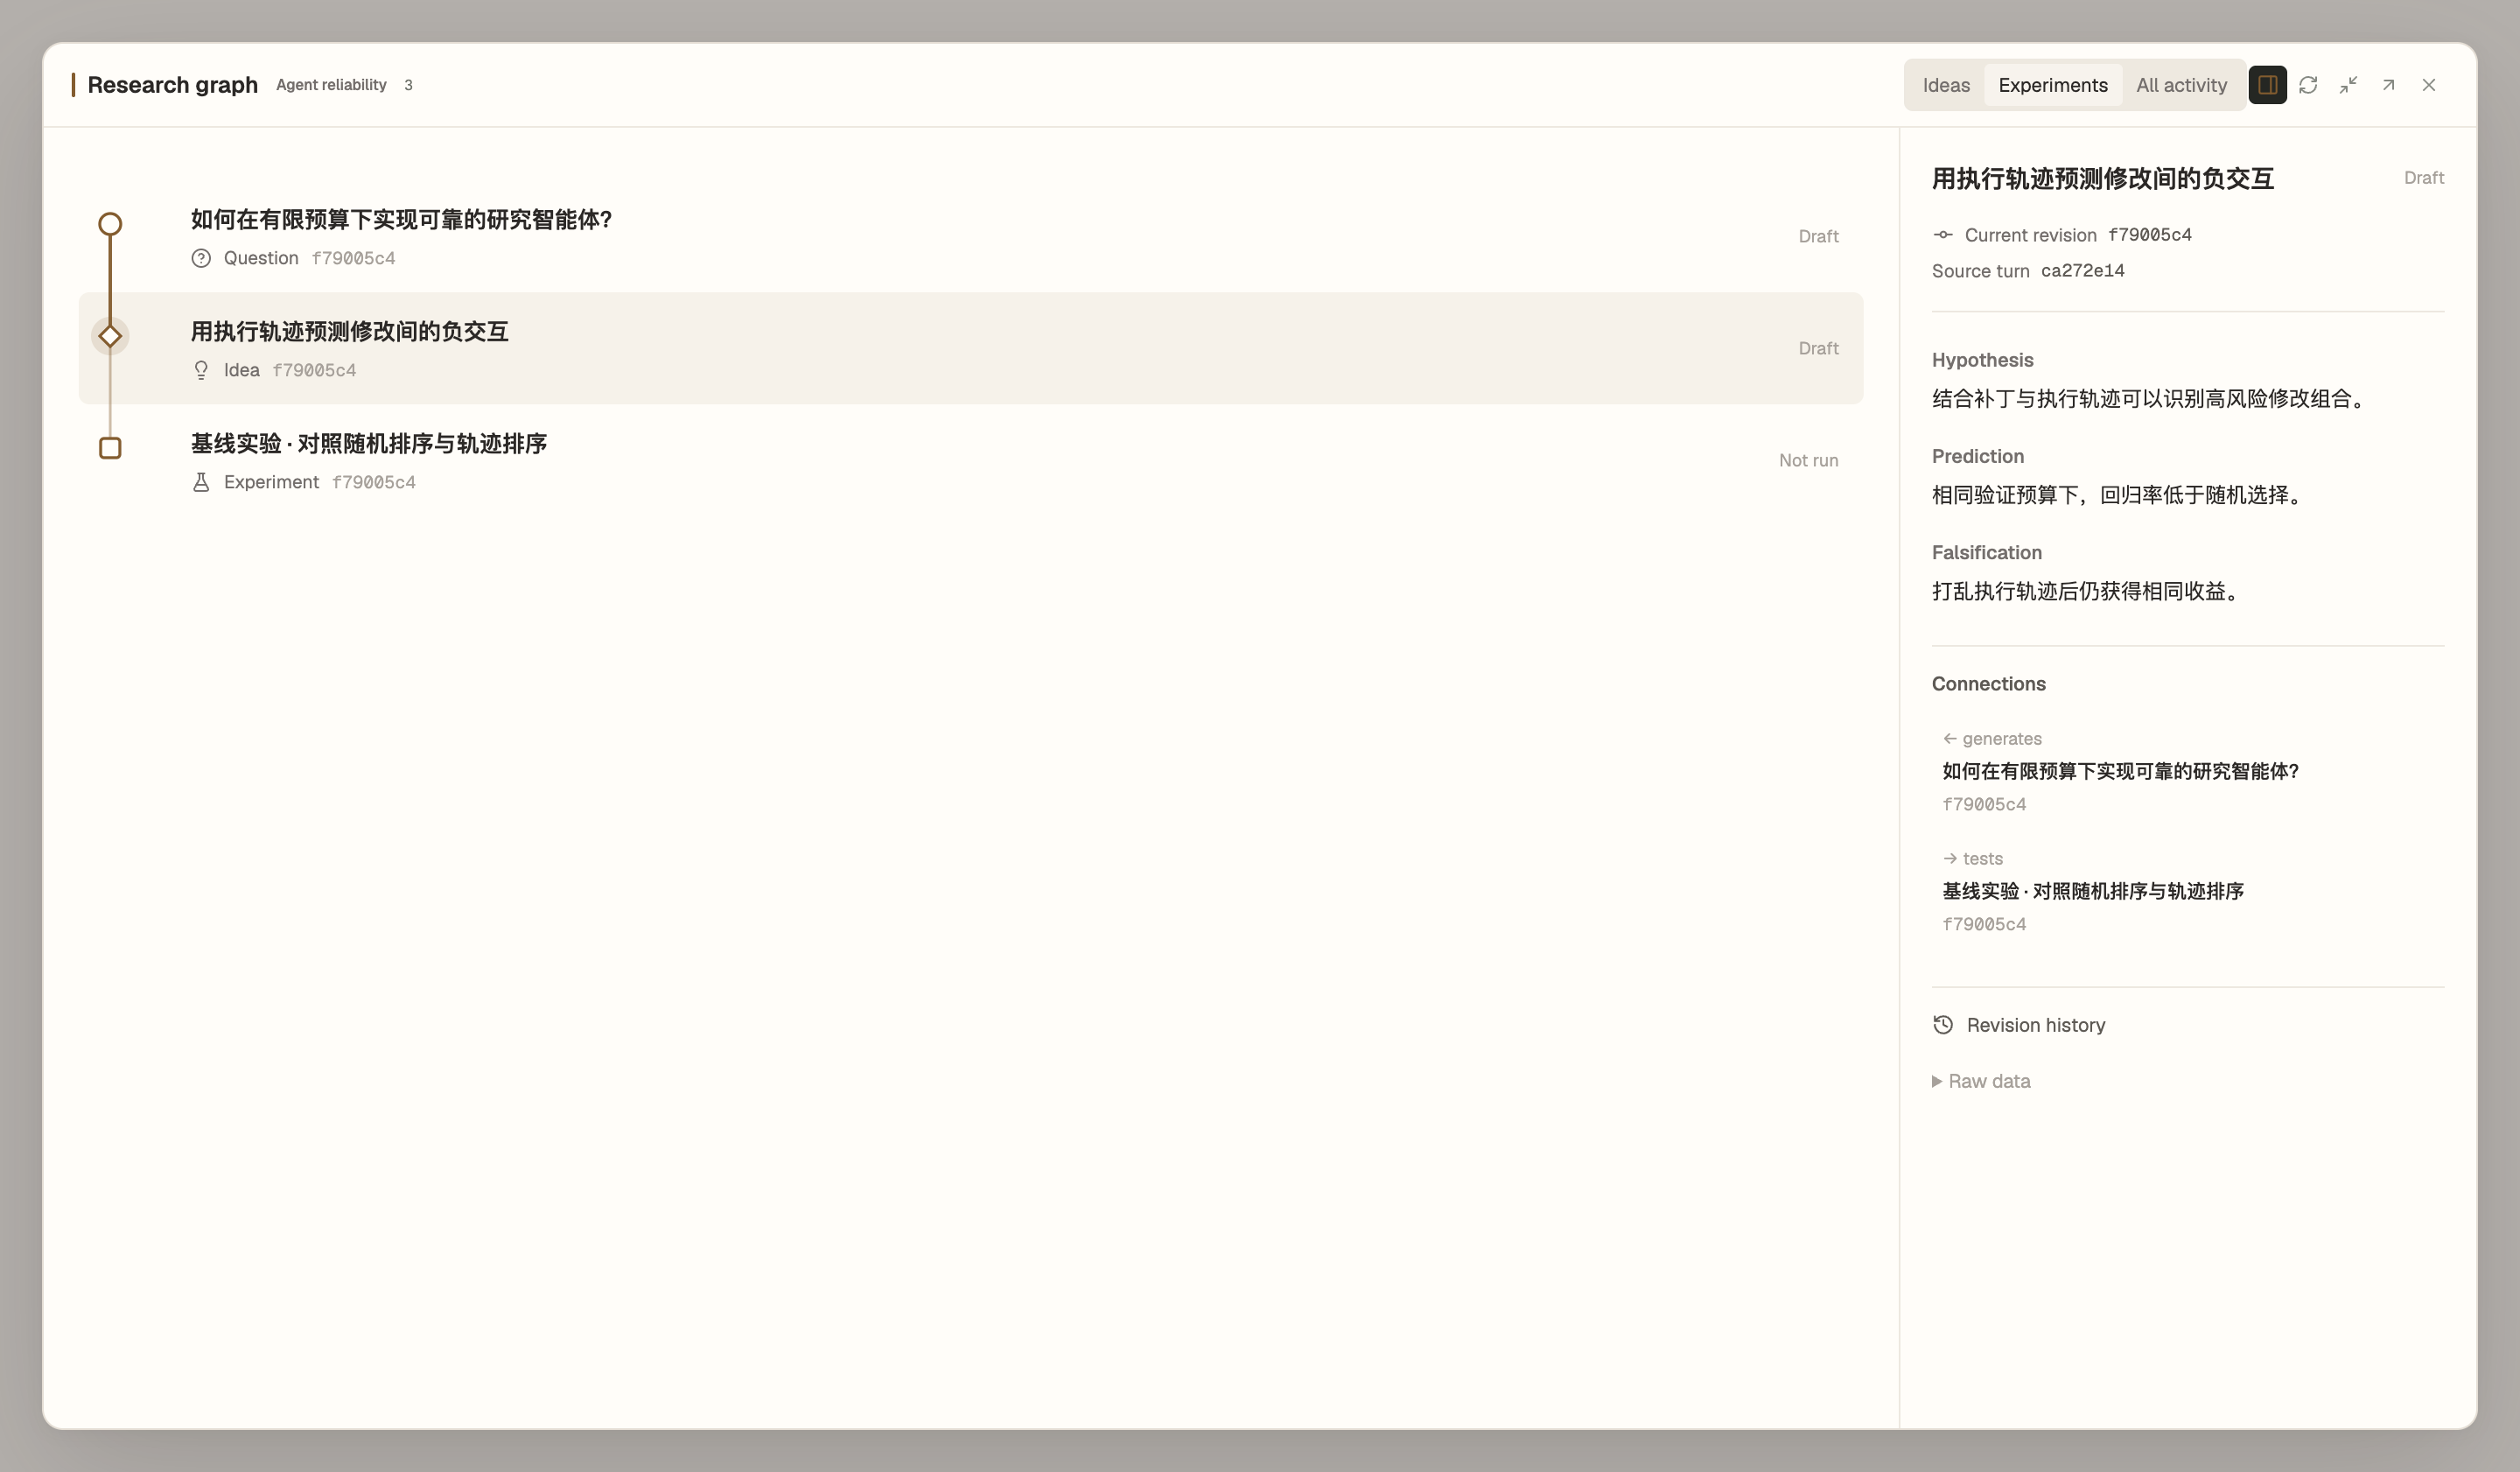 Research graph Agent reliability 3
Ideas Experiments All activity
如何在有限预算下实现可靠的研究智能体?
Question f79005c4
Draft
用执行轨迹预测修改间的负交互
Idea f79005c4
Draft
基线实验 · 对照随机排序与轨迹排序
Experiment f79005c4
Not run
用执行轨迹预测修改间的负交互
Draft
Current revision f79005c4
Source turn ca272e14
Hypothesis
结合补丁与执行轨迹可以识别高风险修改组合。
Prediction
相同验证预算下，回归率低于随机选择。
Falsification
打乱执行轨迹后仍获得相同收益。
Connections
← generates
如何在有限预算下实现可靠的研究智能体?
f79005c4
→ tests
基线实验 · 对照随机排序与轨迹排序
f79005c4
Revision history
Raw data